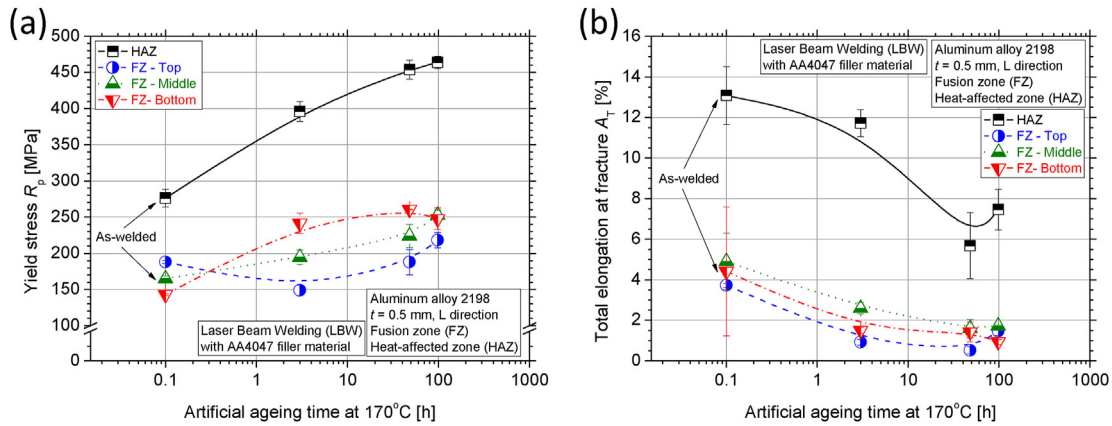 (a)
500
450
400
350
300
250
200
150
100
Yield stress Rp [MPa]
HAZ
FZ - Top
FZ - Middle
FZ- Bottom
As-welded
Laser Beam Welding (LBW)
with AA4047 filler material
Aluminum alloy 2198
t = 0.5 mm, L direction
Fusion zone (FZ)
Heat-affected zone (HAZ)
0.1 1 10 100 1000
Artificial ageing time at 170°C [h]
(b)
16
14
12
10
8
6
4
2
0
Total elongation at fracture AT [%]
Laser Beam Welding (LBW)
with AA4047 filler material
Aluminum alloy 2198
t = 0.5 mm, L direction
Fusion zone (FZ)
Heat-affected zone (HAZ)
HAZ
FZ - Top
FZ - Middle
FZ- Bottom
As-welded
0.1 1 10 100 1000
Artificial ageing time at 170°C [h]